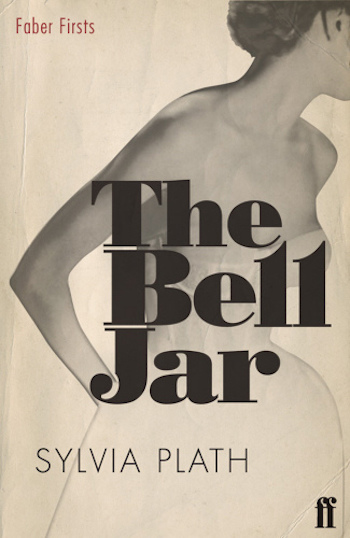 Faber Firsts
The
Bell
Jar
SYLVIA PLATH
ff